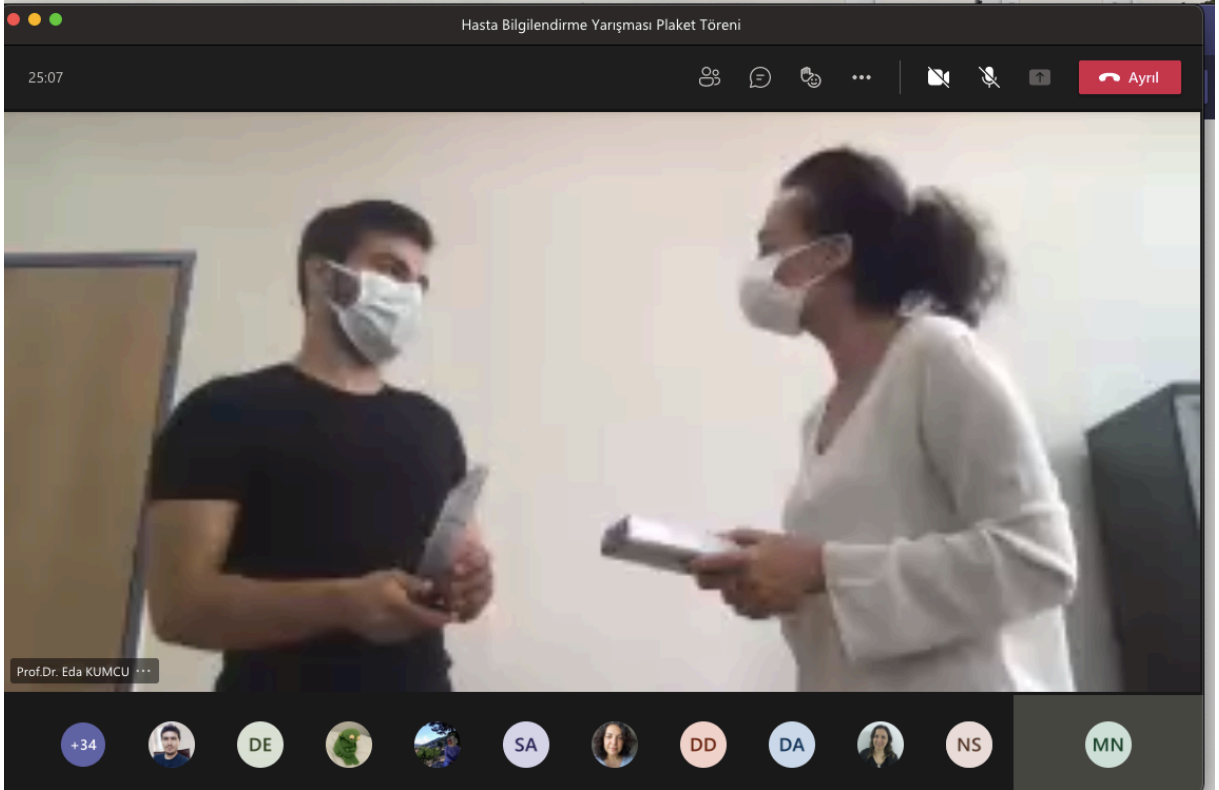 Hasta Bilgilendirme Yarışması Plaket Töreni
25:07
Ayrıl
Prof.Dr. Eda KUMCU ···
+34
DE
SA
DD
DA
NS
MN